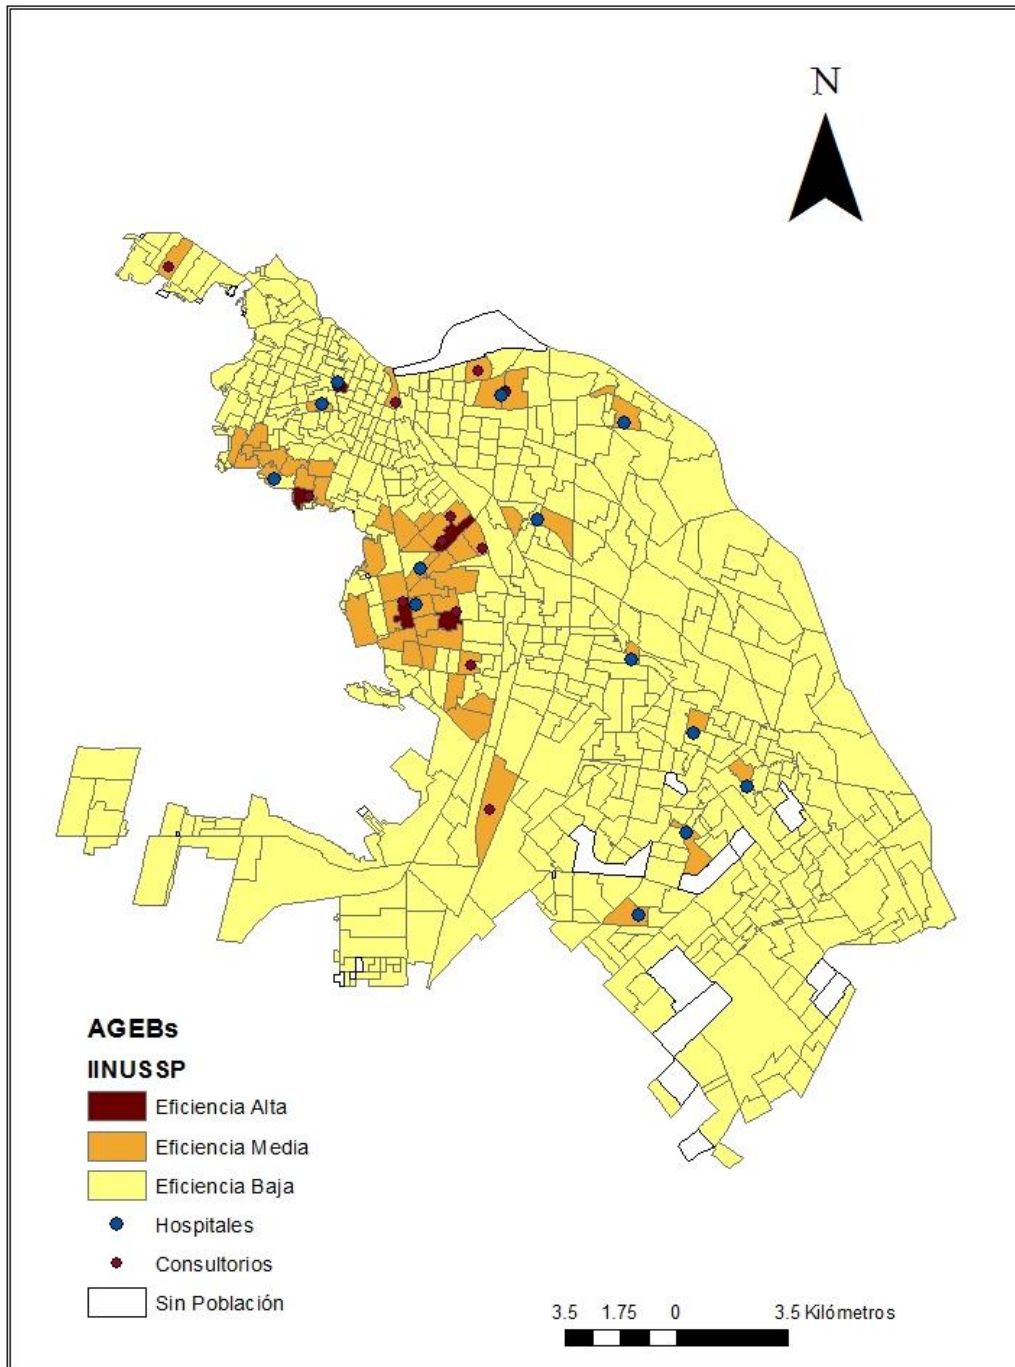 N
AGEBs
IINUSSP
Eficiencia Alta
Eficiencia Media
Eficiencia Baja
Hospitales
Consultorios
Sin Población
3.5 1.75 0 3.5 Kilómetros